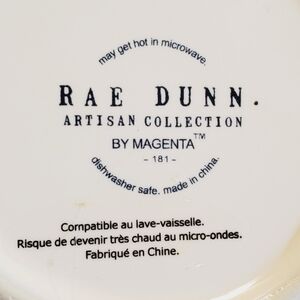 may get hot in microwave.
RAE DUNN.
ARTISAN COLLECTION
BY MAGENTA™
- 181 -
dishwasher safe. made in china.
Compatible au lave-vaisselle.
Risque de devenir très chaud au micro-ondes.
Fabriqué en Chine.